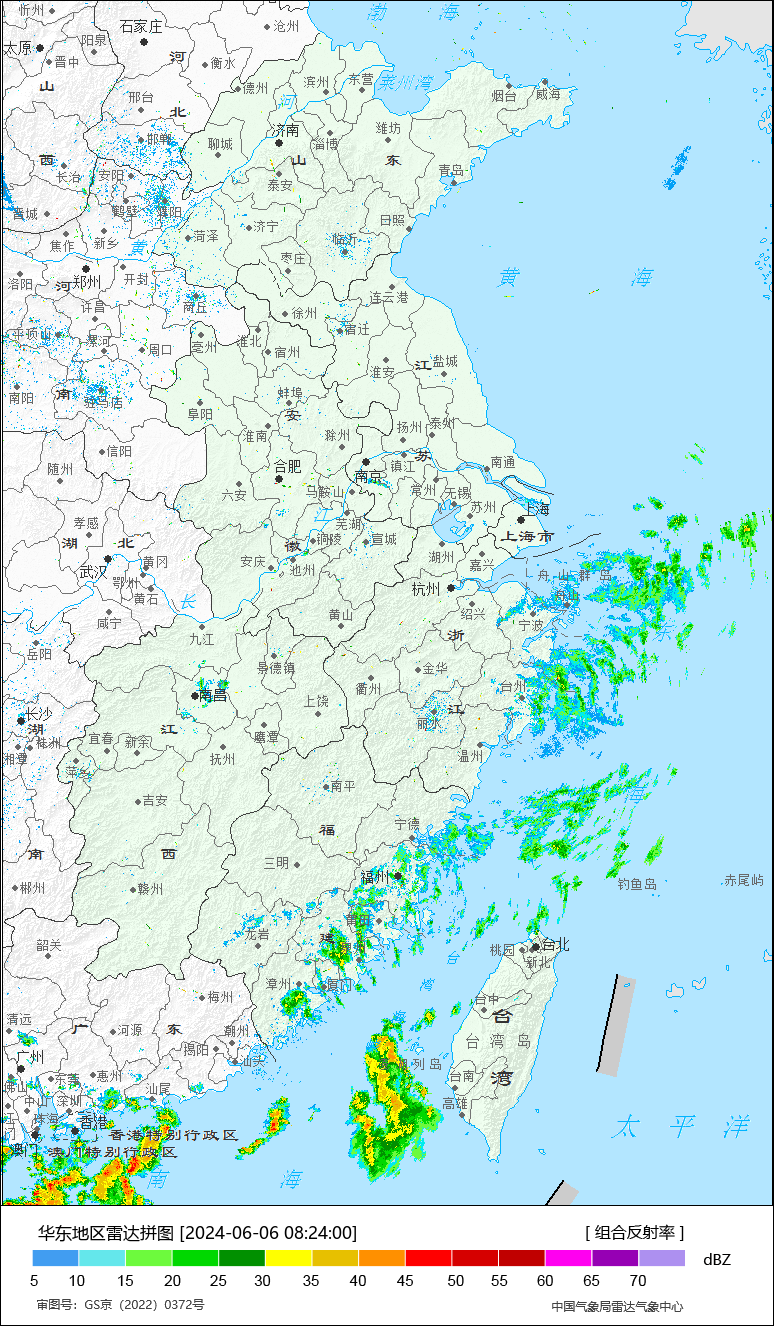 渤 海
忻州
沧州
石家庄
太原
阳泉
河
晋中
衡水
莱州湾
滨州
东营
德州
烟台
威海
山
邢台
北
河
济南
潍坊
邯郸
聊城
淄博
西
山
东
长治
安阳
泰安
青岛
鹤壁
濮阳
晋城
日照
济宁
焦作
新乡
黄
菏泽
临沂
枣庄
洛阳
河
郑州
开封
黄 海
连云港
许昌
商丘
徐州
平顶山
漯河
宿迁
周口
亳州
淮北
宿州
江
盐城
淮安
南阳
南
驻马店
蚌埠
阜阳
安
扬州
泰州
淮南
滁州
信阳
苏
随州
合肥
镇江
南通
南京
六安
马鞍山
常州
无锡
苏州
上海
孝感
芜湖
江
湖 北
徽
铜陵
宣城
上海市
湖州
黄冈
安庆
池州
嘉兴
武汉
鄂州
杭州
舟山群岛
黄石
长
舟山
咸宁
黄山
绍兴
宁波
九江
浙
东
岳阳
景德镇
金华
衢州
台州
南昌
上饶
江
长沙
湖
江
丽水
宜春
新余
鹰潭
株洲
湘潭
抚州
温州
萍乡
南平
海
吉安
宁德
南
西
福
三明
福州
钓鱼岛
赤尾屿
郴州
赣州
莆田
龙岩
建
韶关
桃园
台北
台
新北
漳州
厦门
湾
梅州
台中
清远
广 东
河源
潮州
海
台
揭阳
台 湾 岛
广州
汕头
东莞
惠州
台南
湾
佛山
汕尾
中山
深圳
高雄
珠海
香港
香港特别行政区
太 平 洋
澳门
澳门特别行政区
南 海
华东地区雷达拼图 [2024-06-06 08:24:00]
[ 组合反射率 ]
dBZ
5 10 15 20 25 30 35 40 45 50 55 60 65 70
审图号：GS京（2022）0372号
中国气象局雷达气象中心